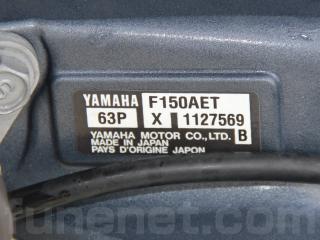 YAMAHA F150AET
63P X 1127569
YAMAHA MOTOR CO.,LTD. B
MADE IN JAPAN
PAYS D'ORIGINE JAPON
funenet.com